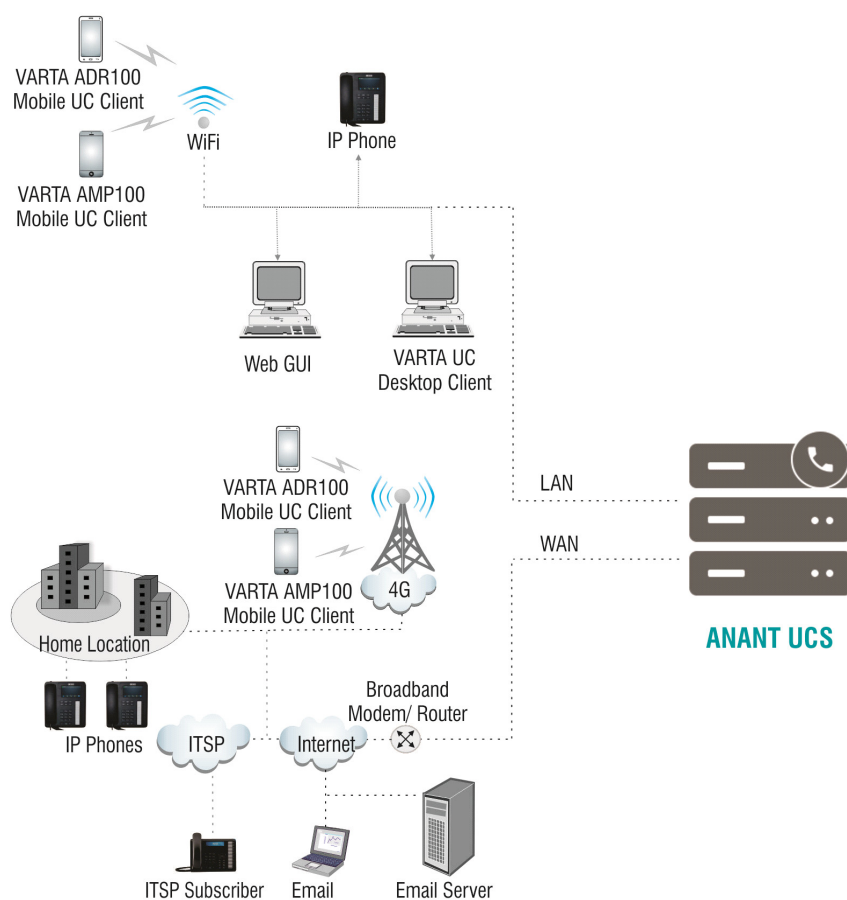 VARTA ADR100
Mobile UC Client
WiFi
IP Phone
VARTA AMP100
Mobile UC Client
Web GUI
VARTA UC
Desktop Client
VARTA ADR100
Mobile UC Client
LAN
WAN
VARTA AMP100
Mobile UC Client
4G
ANANT UCS
Home Location
IP Phones
Broadband
Modem/ Router
ITSP
Internet
ITSP Subscriber
Email
Email Server